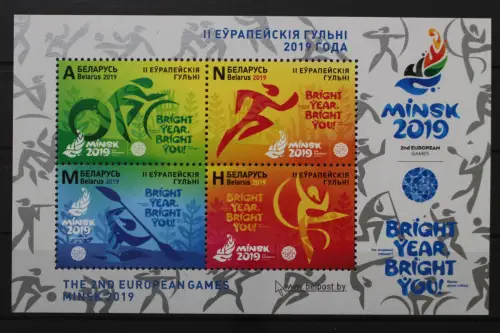 II ЕЎРАПЕЙСКІЯ ГУЛЬНІ
2019 ГОДА
A БЕЛАРУСЬ
Belarus 2019
II ЕЎРАПЕЙСКІЯ
ГУЛЬНІ
BRIGHT
YEAR,
BRIGHT
YOU!
MINSK
2019
N БЕЛАРУСЬ
Belarus 2019
II ЕЎРАПЕЙСКІЯ
ГУЛЬНІ
BRIGHT
YEAR,
BRIGHT
YOU!
MINSK
2019
M БЕЛАРУСЬ
Belarus 2019
II ЕЎРАПЕЙСКІЯ
ГУЛЬНІ
BRIGHT
YEAR,
BRIGHT
YOU!
MINSK
2019
H БЕЛАРУСЬ
Belarus 2019
II ЕЎРАПЕЙСКІЯ
ГУЛЬНІ
BRIGHT
YEAR,
BRIGHT
YOU!
MINSK
2019
MINSK
2019
2nd EUROPEAN
GAMES
BRIGHT
YEAR,
BRIGHT
YOU!
THE 2ND EUROPEAN GAMES
MINSK 2019
www.belpost.by